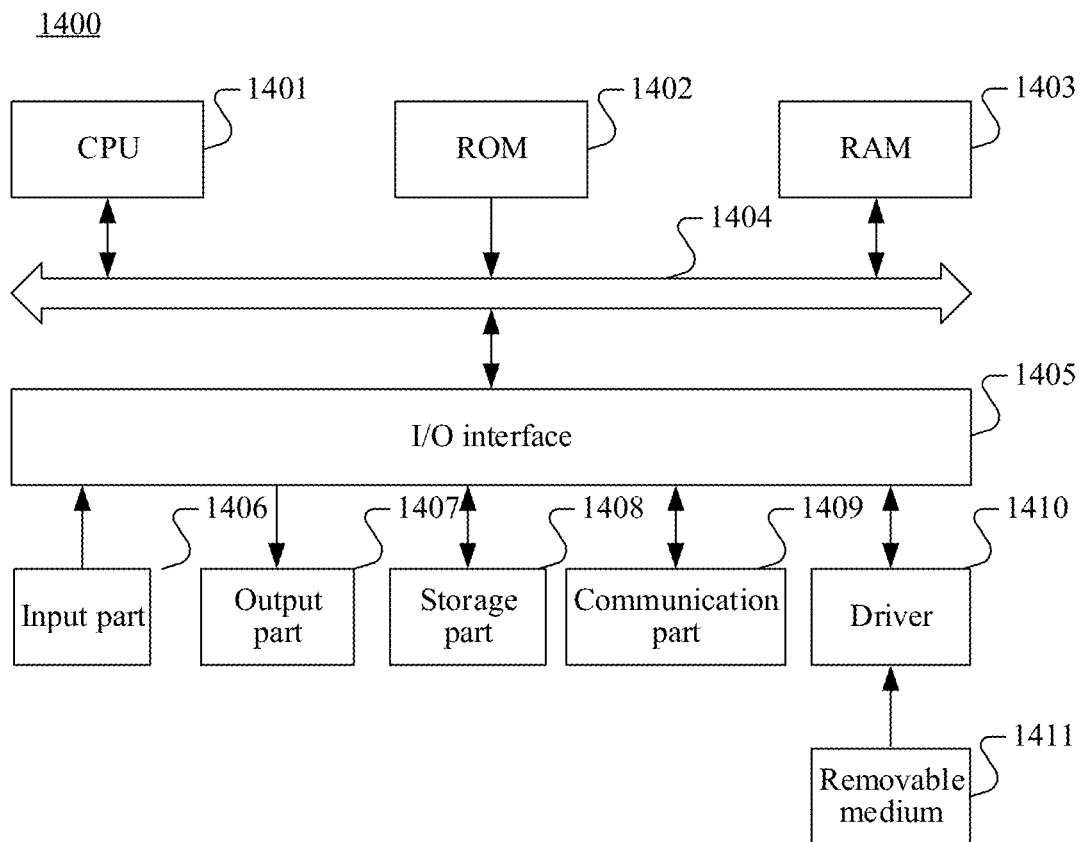 1400
1401
1402
1403
CPU
ROM
RAM
1404
1405
I/O interface
1406
1407
1408
1409
1410
Input part
Output
part
Storage
part
Communication
part
Driver
1411
Removable
medium